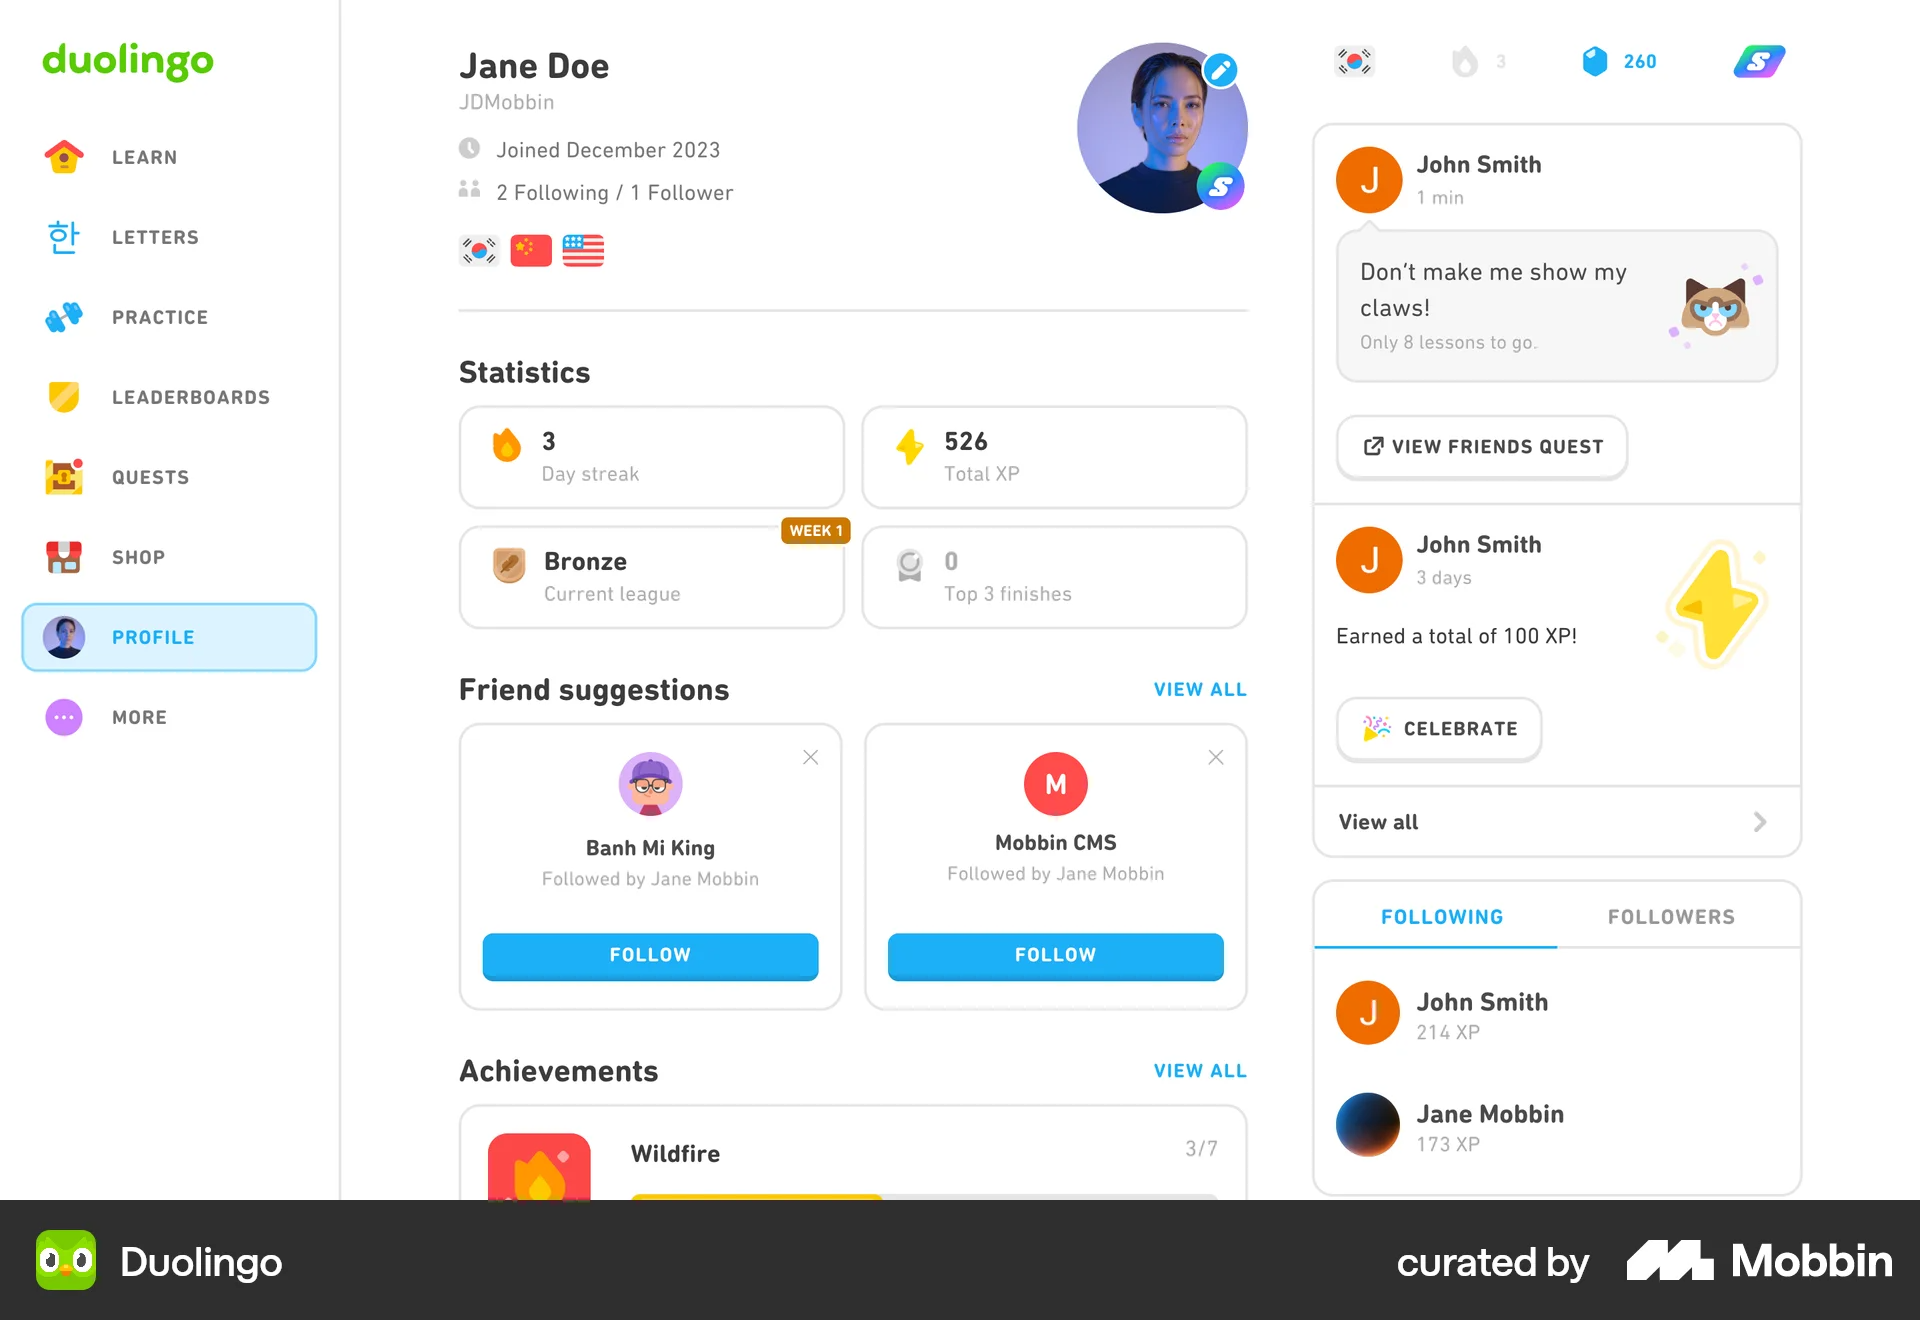 duolingo
LEARN
한
LETTERS
PRACTICE
LEADERBOARDS
QUESTS
SHOP
PROFILE
MORE
Jane Doe
JDMobbin
Joined December 2023
2 Following / 1 Follower
Statistics
3
Day streak
526
Total XP
WEEK 1
Bronze
Current league
0
Top 3 finishes
Friend suggestions
VIEW ALL
Banh Mi King
Followed by Jane Mobbin
FOLLOW
M
Mobbin CMS
Followed by Jane Mobbin
FOLLOW
Achievements
VIEW ALL
Wildfire
3/7
3
260
S
S
J
John Smith
1 min
Don't make me show my
claws!
Only 8 lessons to go.
VIEW FRIENDS QUEST
J
John Smith
3 days
Earned a total of 100 XP!
CELEBRATE
View all
FOLLOWING
FOLLOWERS
J
John Smith
214 XP
Jane Mobbin
173 XP
Duolingo
curated by
Mobbin